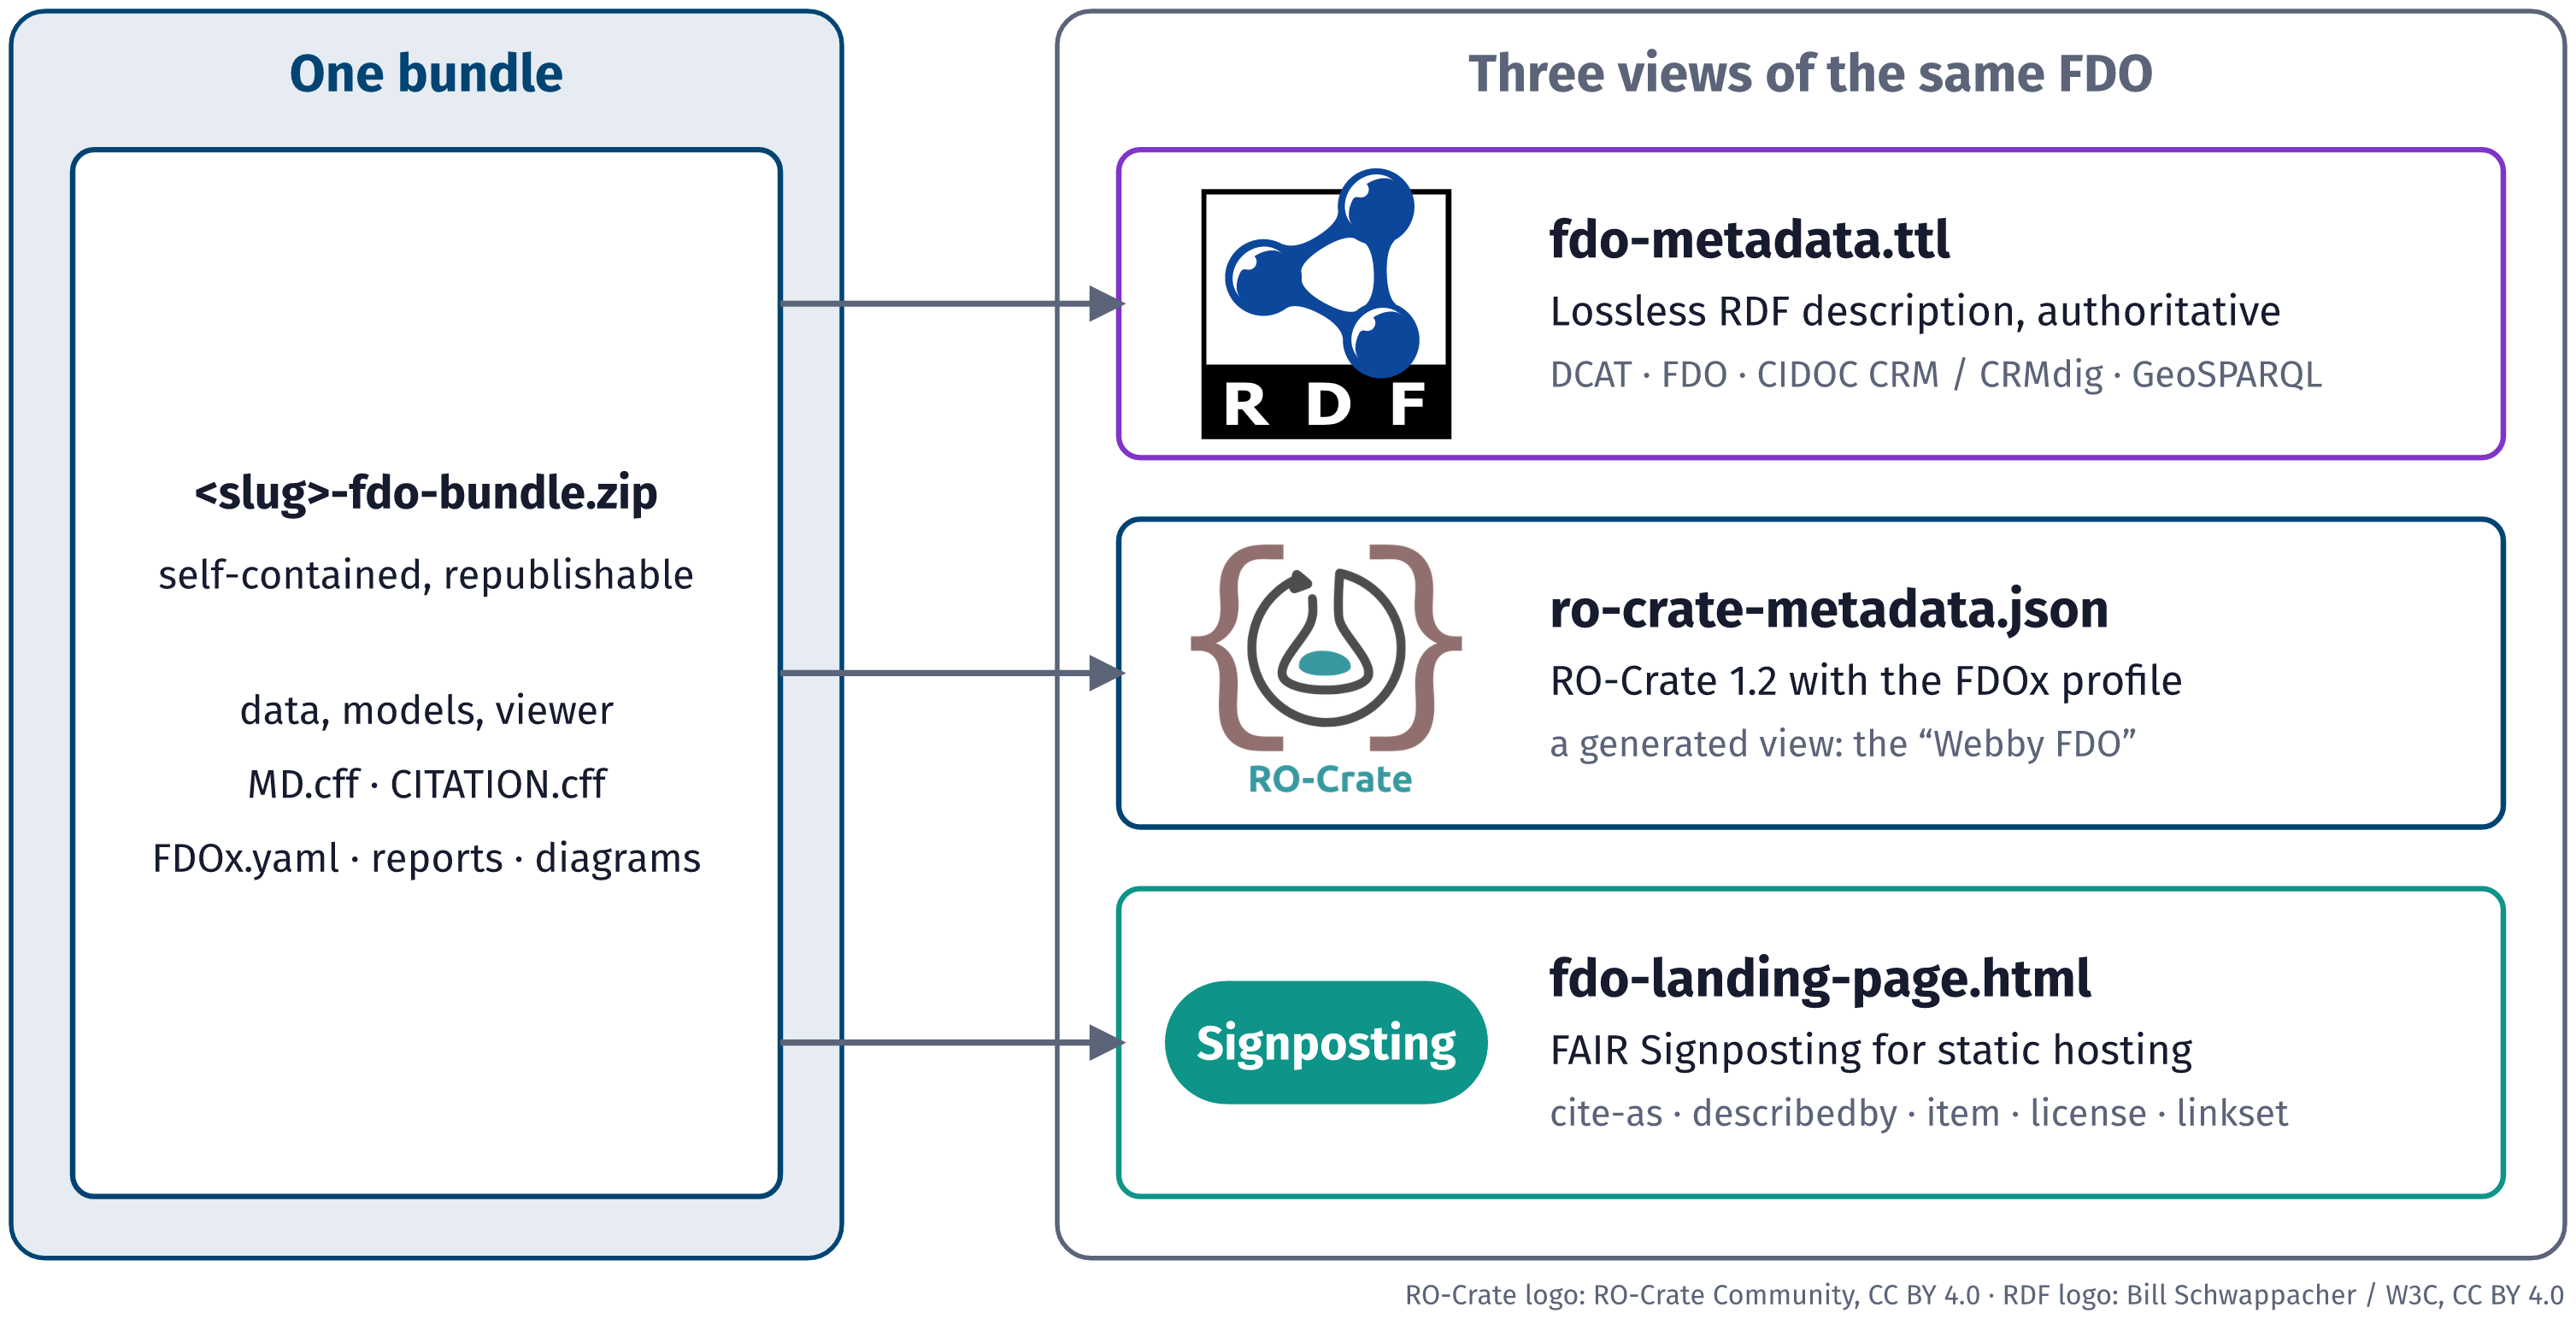 One bundle
<slug>-fdo-bundle.zip
self-contained, republishable
data, models, viewer
MD.cff · CITATION.cff
FDOx.yaml · reports · diagrams
Three views of the same FDO
RDF
fdo-metadata.ttl
Lossless RDF description, authoritative
DCAT · FDO · CIDOC CRM / CRMdig · GeoSPARQL
RO-Crate
ro-crate-metadata.json
RO-Crate 1.2 with the FDOx profile
a generated view: the “Webby FDO”
Signposting
fdo-landing-page.html
FAIR Signposting for static hosting
cite-as · describedby · item · license · linkset
RO-Crate logo: RO-Crate Community, CC BY 4.0 · RDF logo: Bill Schwappacher / W3C, CC BY 4.0